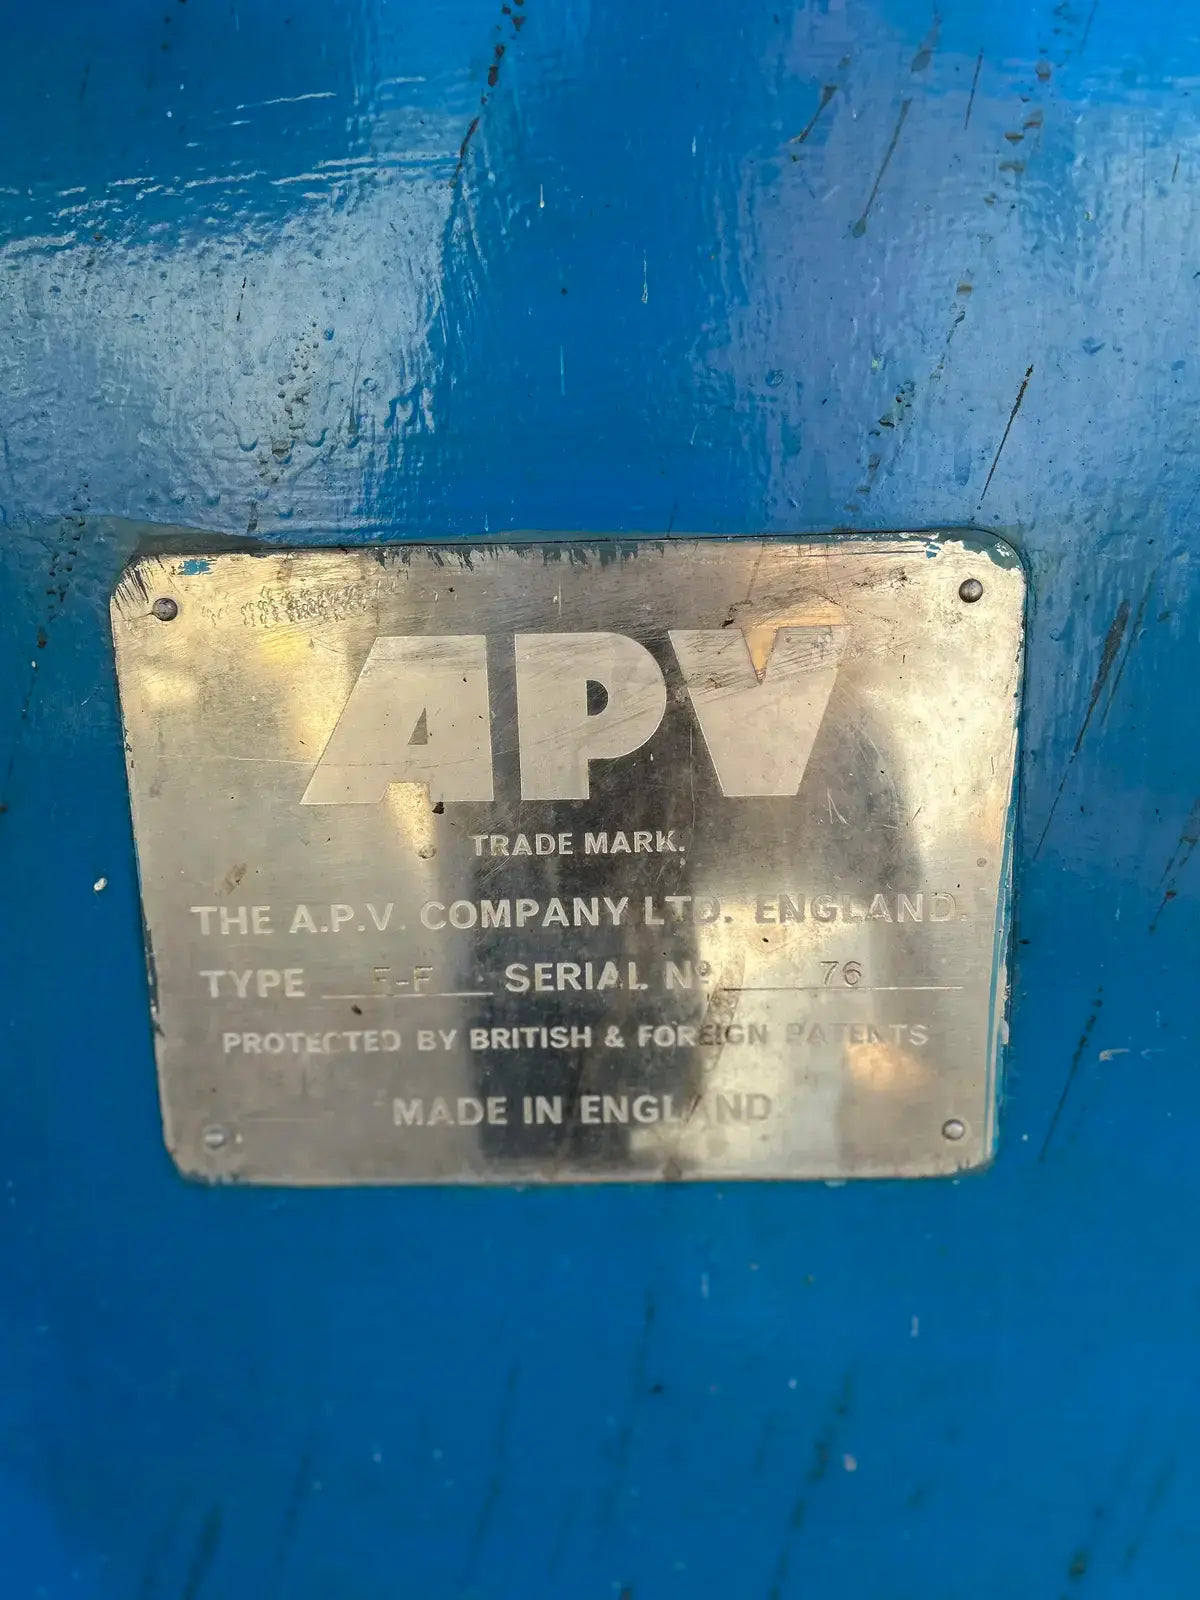 APV
TRADE MARK.
THE A.P.V. COMPANY LTD. ENGLAND.
TYPE F-F SERIAL Nº 76
PROTECTED BY BRITISH & FOREIGN PATENTS
MADE IN ENGLAND